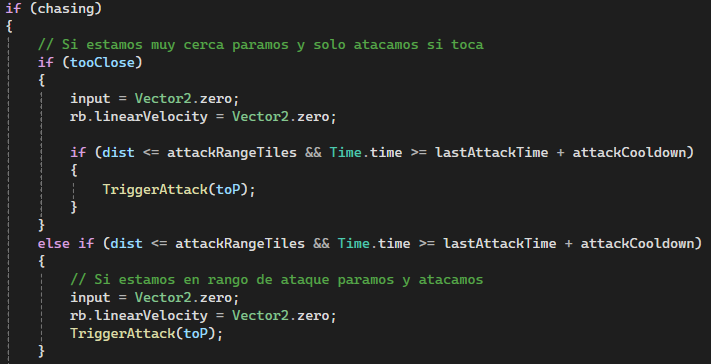 if (chasing)
{
// Si estamos muy cerca paramos y solo atacamos si toca
if (tooClose)
{
input = Vector2.zero;
rb.linearVelocity = Vector2.zero;
if (dist <= attackRangeTiles && Time.time >= lastAttackTime + attackCooldown)
{
TriggerAttack(toP);
}
}
else if (dist <= attackRangeTiles && Time.time >= lastAttackTime + attackCooldown)
{
// Si estamos en rango de ataque paramos y atacamos
input = Vector2.zero;
rb.linearVelocity = Vector2.zero;
TriggerAttack(toP);
}